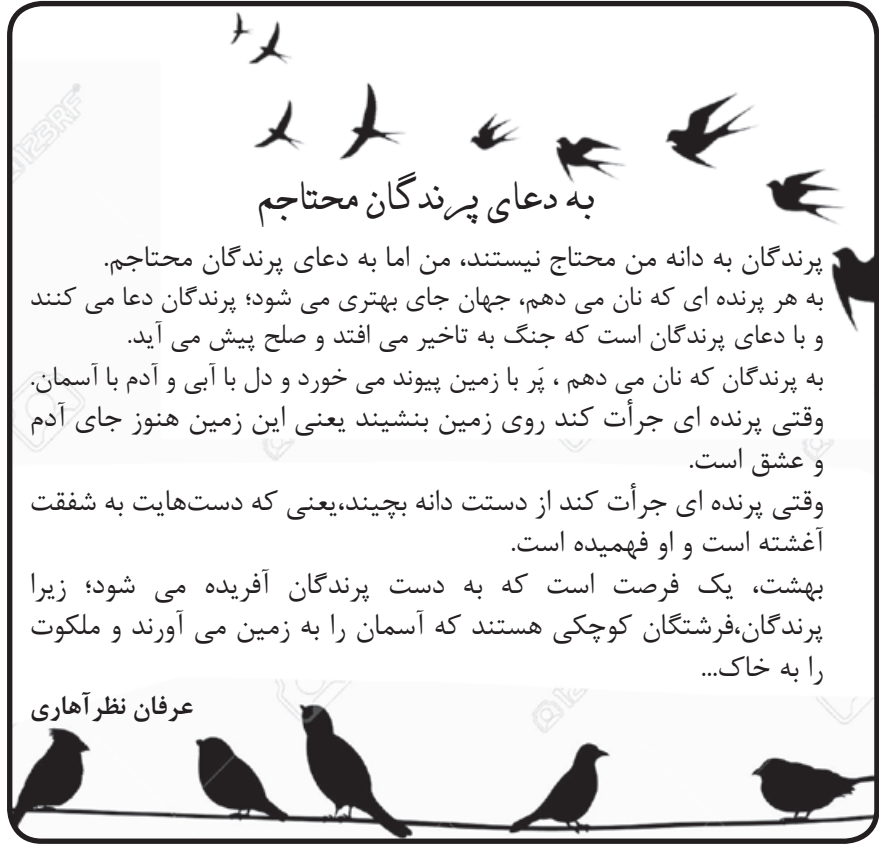 به دعای پرندگان محتاجم
پرندگان به دانه من محتاج نیستند، من اما به دعای پرندگان محتاجم.
به هر پرنده ای که نان می دهم، جهان جای بهتری می شود؛ پرندگان دعا می کنند
و با دعای پرندگان است که جنگ به تاخیر می افتد و صلح پیش می آید.
به پرندگان که نان می دهم ، پَر با زمین پیوند می خورد و دل با آبی و آدم با آسمان.
وقتی پرنده ای جرأت کند روی زمین بنشیند یعنی این زمین هنوز جای آدم
و عشق است.
وقتی پرنده ای جرأت کند از دستت دانه بچیند،یعنی که دست‌هایت به شفقت
آغشته است و او فهمیده است.
بهشت، یک فرصت است که به دست پرندگان آفریده می شود؛ زیرا
پرندگان،فرشتگان کوچکی هستند که آسمان را به زمین می آورند و ملکوت
را به خاک...
عرفان نظرآهاری
123RF